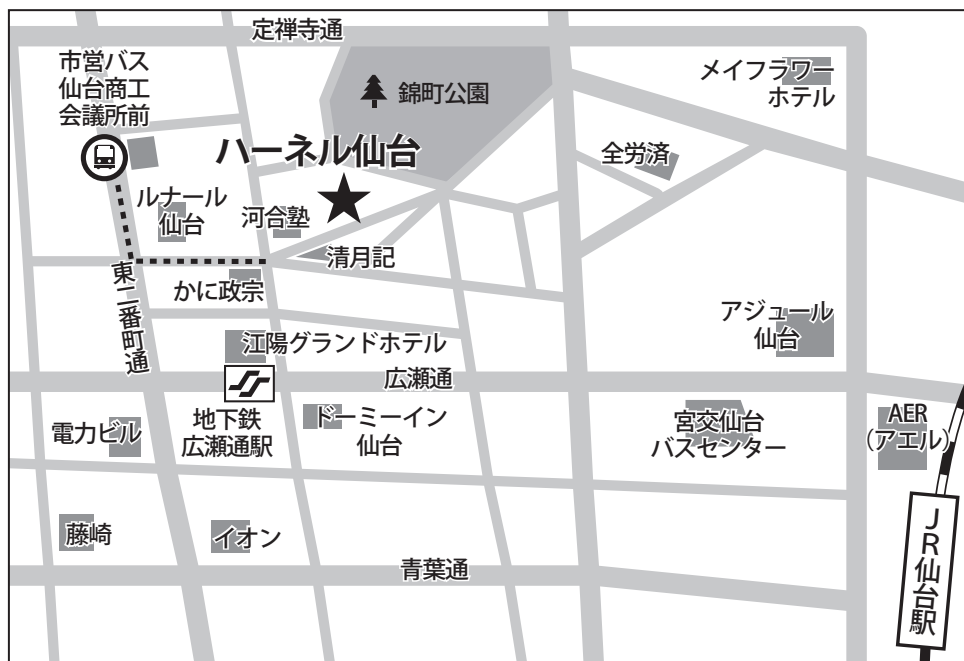 定禅寺通
市営バス
仙台商工
会議所前
メイフラワー
ホテル
錦町公園
ハーネル仙台
全労済
ルナール
仙台
河合塾
清月記
かに政宗
東二番町通
アジュール
仙台
江陽グランドホテル
広瀬通
地下鉄
広瀬通駅
ドーミーイン
仙台
宮交仙台
バスセンター
AER
(アエル)
電力ビル
藤崎
イオン
青葉通
JR仙台駅